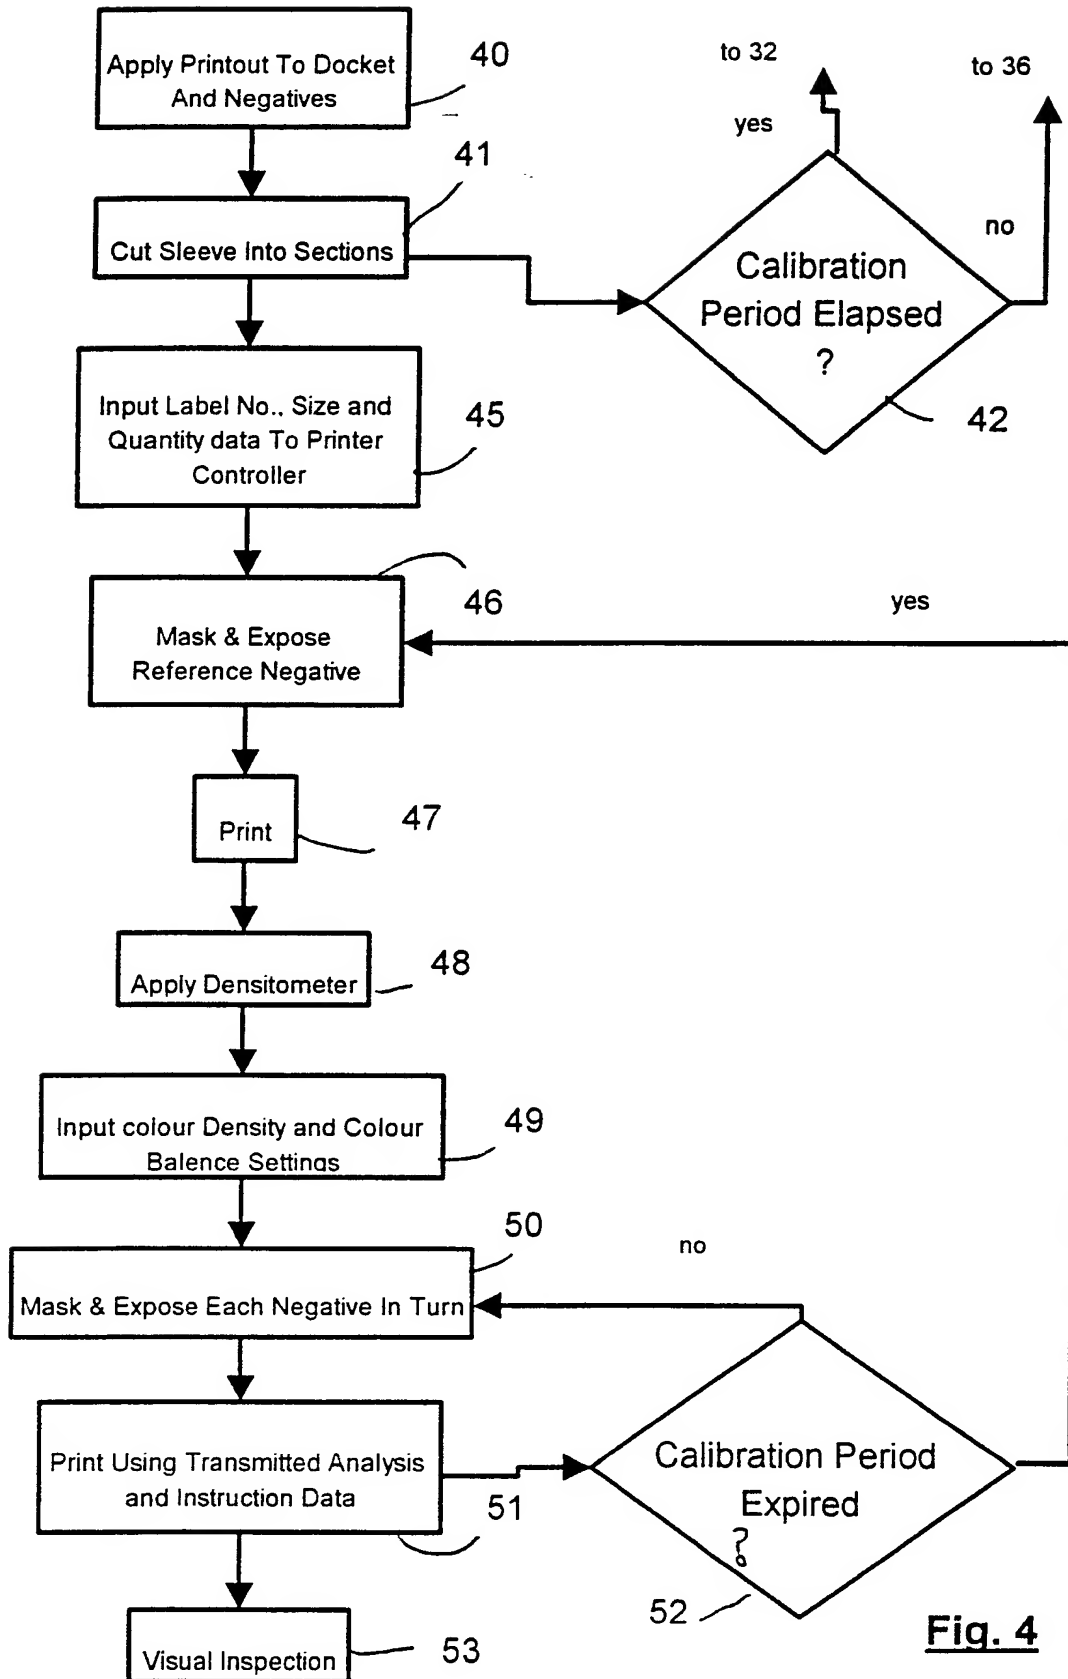 Apply Printout To Docket
And Negatives
40
to 32
to 36
yes
41
Cut Sleeve Into Sections
no
Calibration
Period Elapsed
?
42
Input Label No., Size and
Quantity data To Printer
Controller
45
46
Mask & Expose
Reference Negative
yes
Print
47
Apply Densitometer
48
Input colour Density and Colour
Balence Settings
49
50
no
Mask & Expose Each Negative In Turn
Print Using Transmitted Analysis
and Instruction Data
51
Calibration Period
Expired
?
52
Visual Inspection
53
Fig. 4